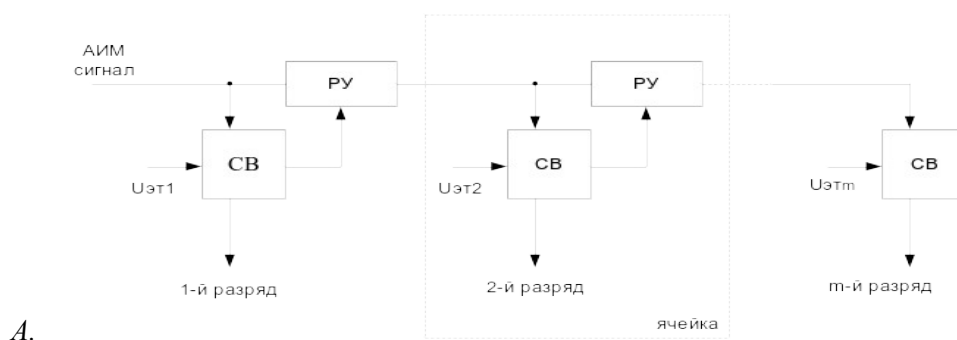 АИМ
сигнал
РУ
РУ
СВ
СВ
СВ
Uэт1
Uэт2
Uэтm
1-й разряд
2-й разряд
m-й разряд
ячейка
А.